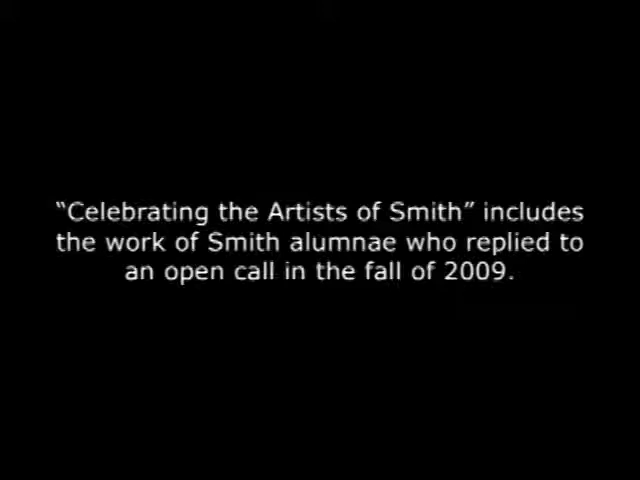 “Celebrating the Artists of Smith” includes
the work of Smith alumnae who replied to
an open call in the fall of 2009.